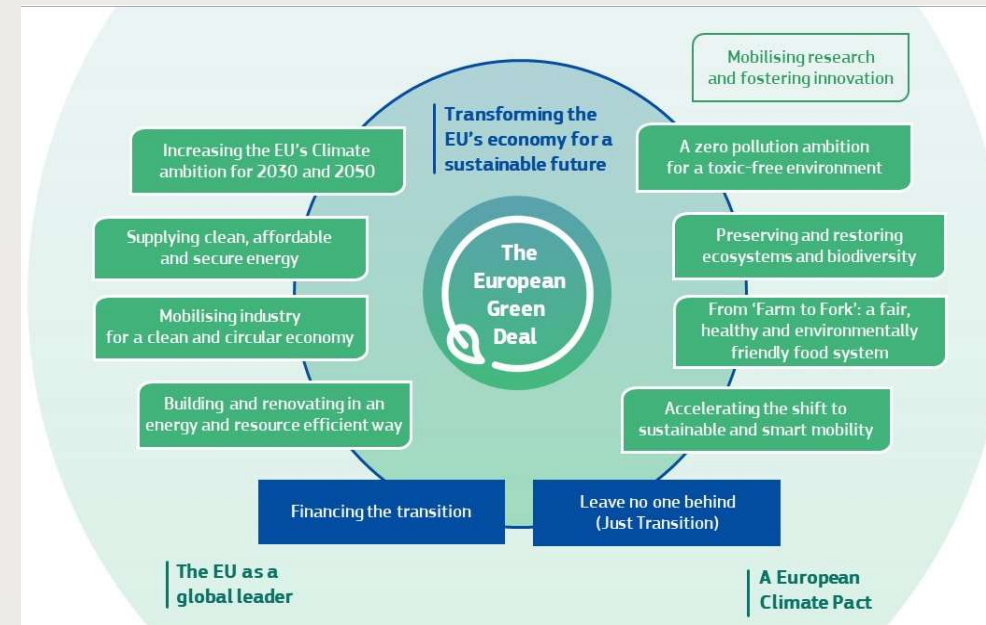 Mobilising research
and fostering innovation
Transforming the
EU's economy for a
sustainable future
Increasing the EU's Climate
ambition for 2030 and 2050
A zero pollution ambition
for a toxic-free environment
Supplying clean, affordable
and secure energy
Preserving and restoring
ecosystems and biodiversity
The
European
Green
Deal
Mobilising industry
for a clean and circular economy
From ‘Farm to Fork’: a fair,
healthy and environmentally
friendly food system
Building and renovating in an
energy and resource efficient way
Accelerating the shift to
sustainable and smart mobility
Financing the transition
Leave no one behind
(Just Transition)
The EU as a
global leader
A European
Climate Pact